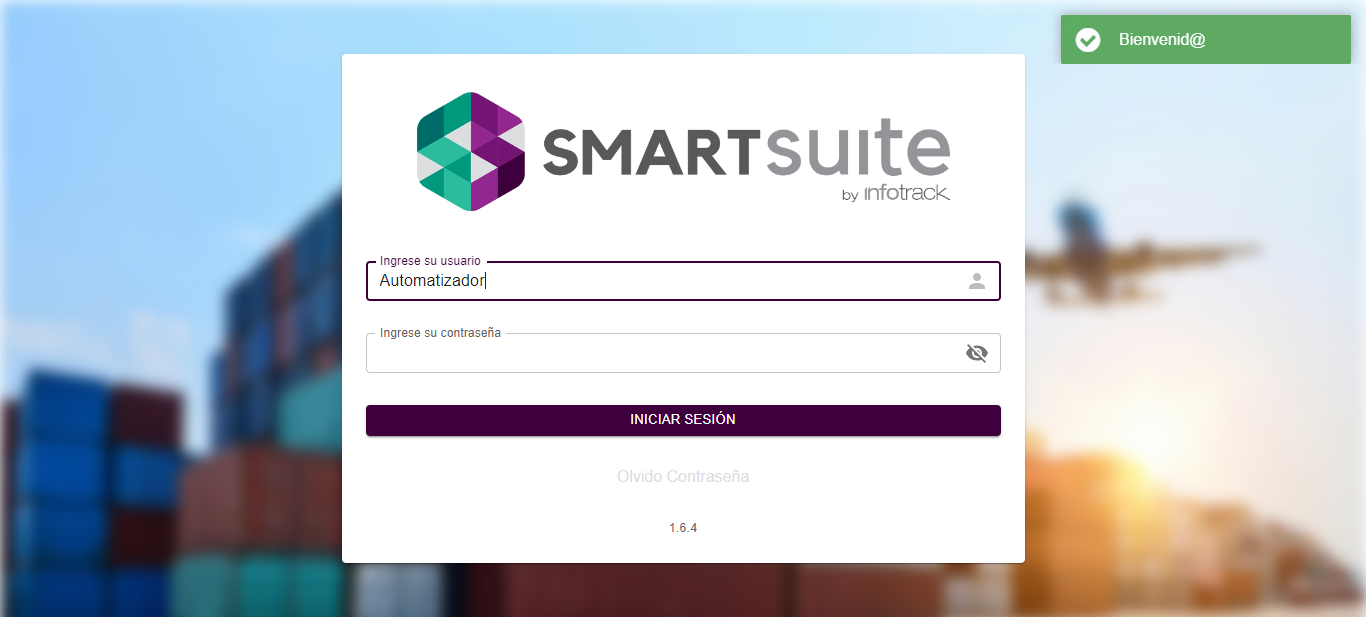 Bienvenid@
SMARTsuite
by infotrack.
Ingrese su usuario
Automatizador
Ingrese su contraseña
INICIAR SESIÓN
Olvido Contraseña
1.6.4